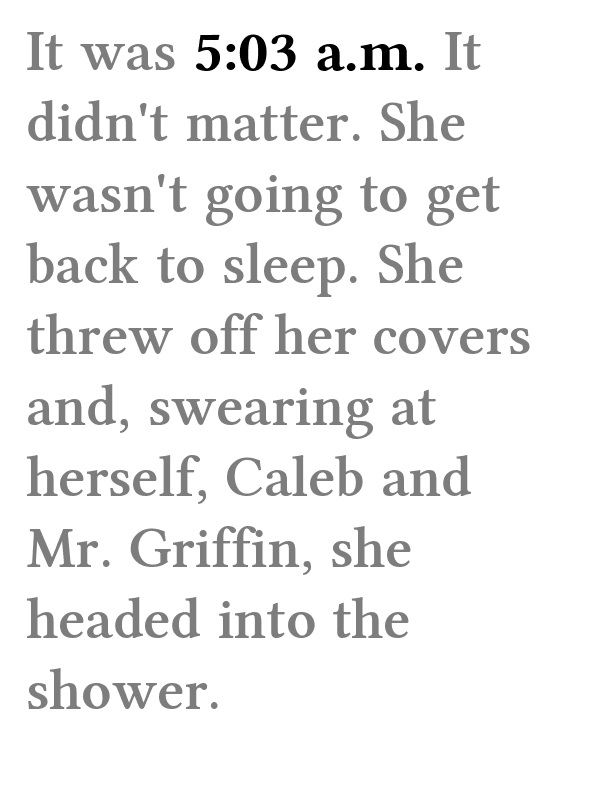 It was 5:03 a.m. It
didn't matter. She
wasn't going to get
back to sleep. She
threw off her covers
and, swearing at
herself, Caleb and
Mr. Griffin, she
headed into the
shower.